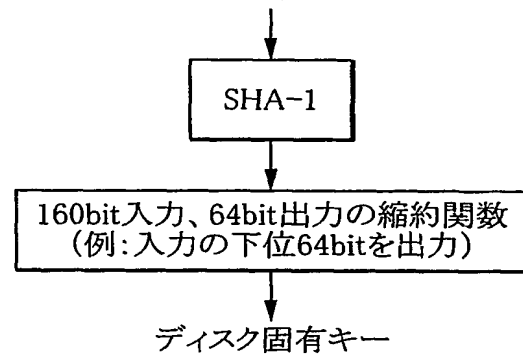 SHA-1
160bit入力、64bit出力の縮約関数
(例:入力の下位64bitを出力)
ディスク固有キー